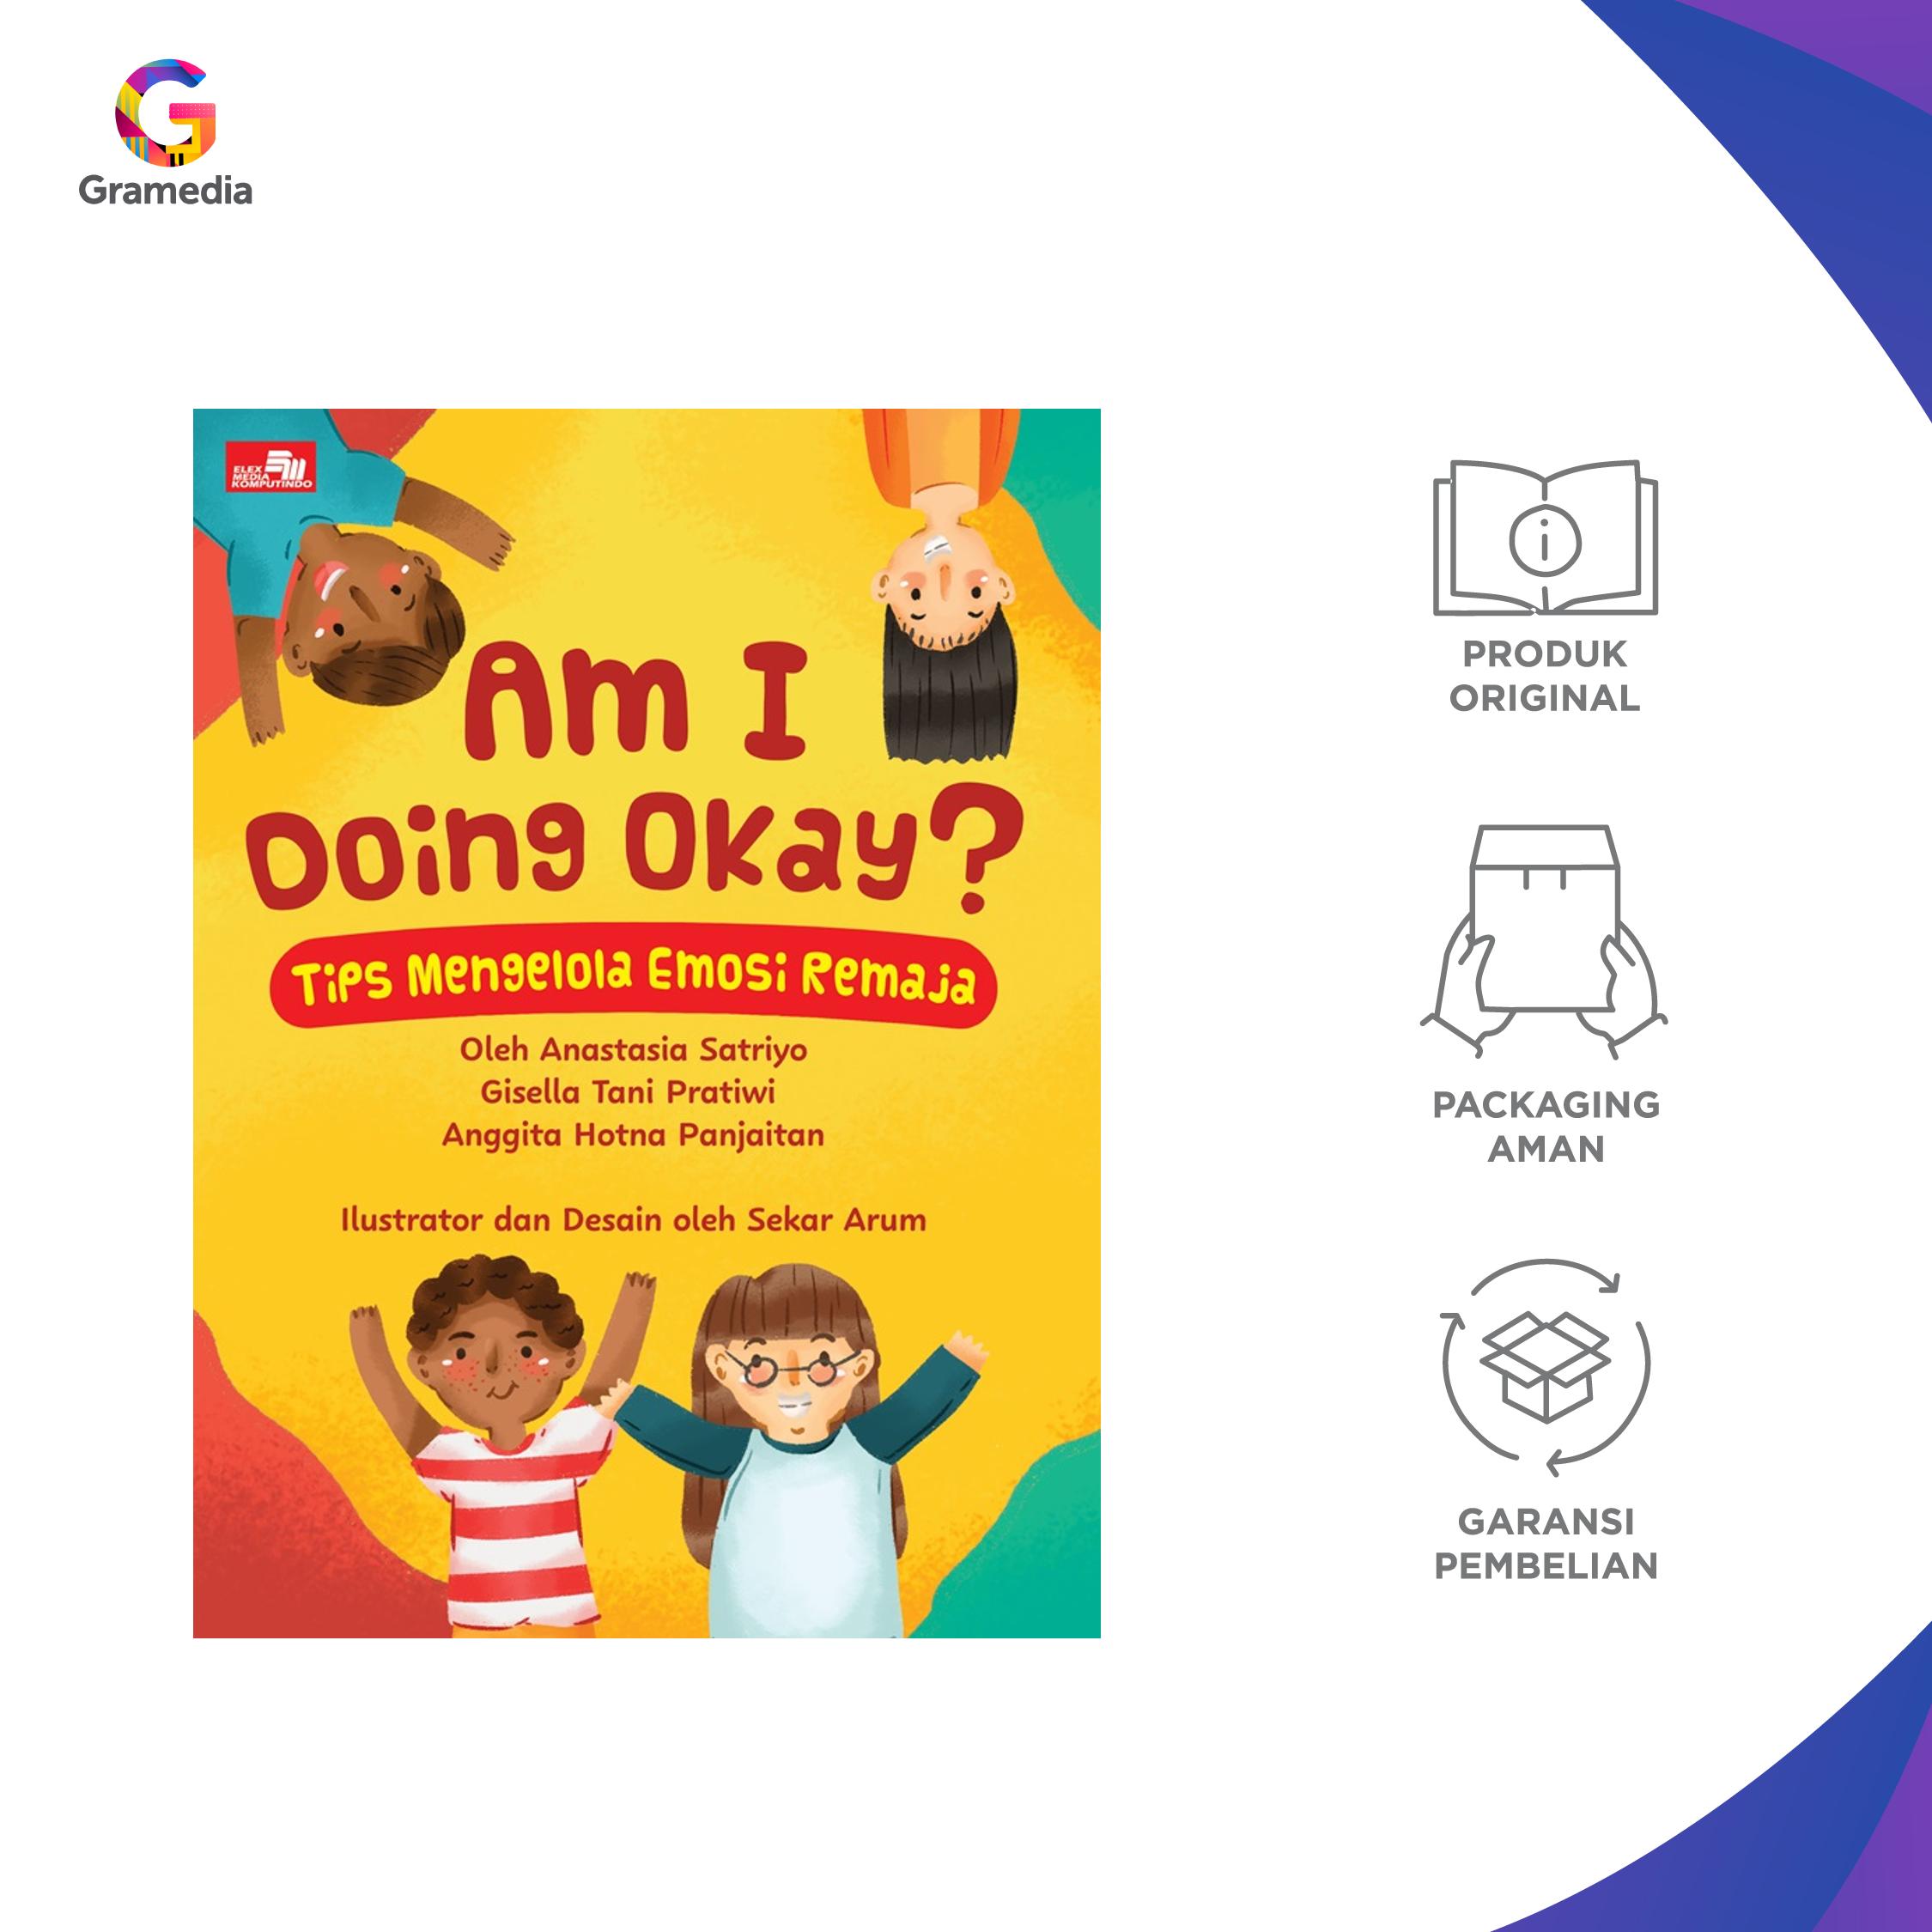 Gramedia
ELEX
MEDIA
KOMPUTINDO
Am I
Doing Okay?
Tips Mengelola Emosi Remaja
Oleh Anastasia Satriyo
Gisella Tani Pratiwi
Anggita Hotna Panjaitan
Ilustrator dan Desain oleh Sekar Arum
PRODUK
ORIGINAL
PACKAGING
AMAN
GARANSI
PEMBELIAN